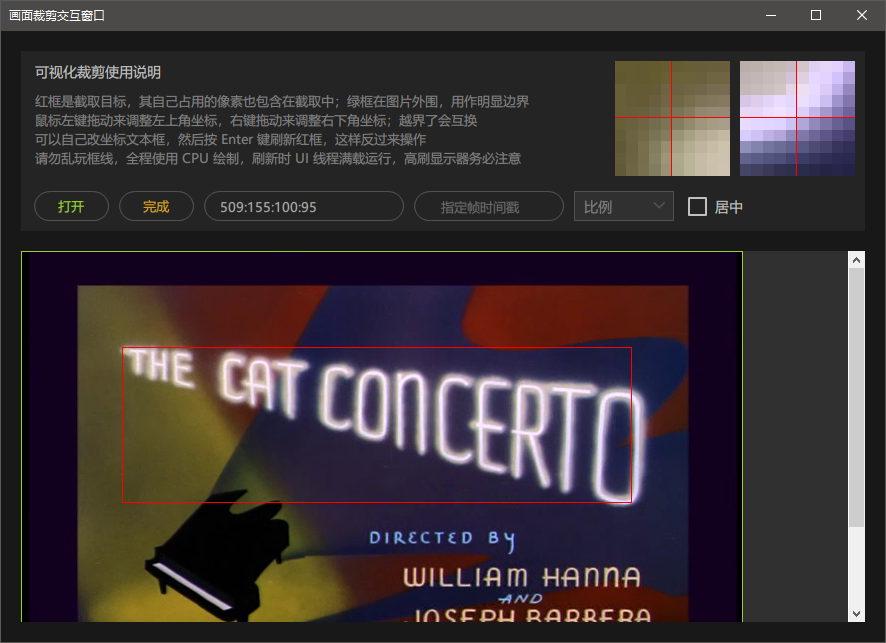 画面裁剪交互窗口
可视化裁剪使用说明
红框是截取目标，其自己占用的像素也包含在截取中；绿框在图片外围，用作明显边界
鼠标左键拖动来调整左上角坐标，右键拖动来调整右下角坐标；越界了会互换
可以自己改坐标文本框，然后按 Enter 键刷新红框，这样反过来操作
请勿乱玩框线，全程使用 CPU 绘制，刷新时 UI 线程满载运行，高刷显示器务必注意
打开
完成
509:155:100:95
指定帧时间戳
比例
居中
THE CAT CONCERTO
DIRECTED BY
WILLIAM HANNA
AND
JOSEPH BARBERA